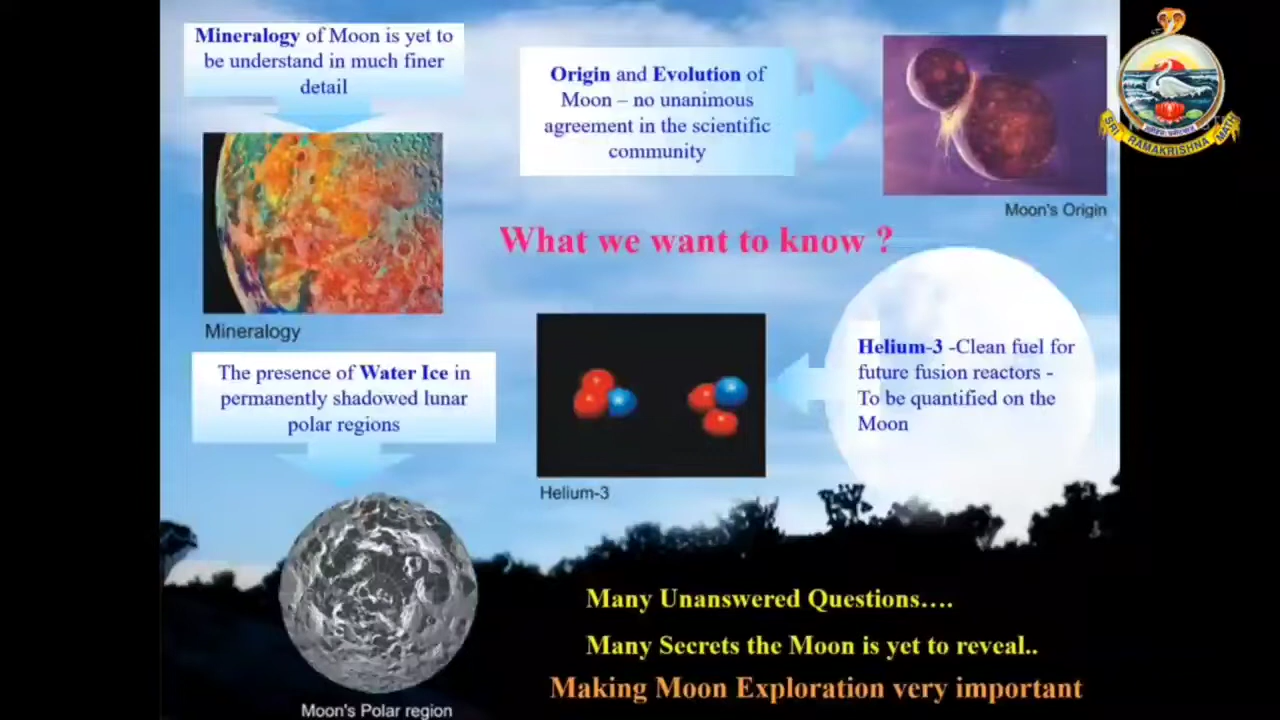 Mineralogy of Moon is yet to
be understand in much finer
detail
Mineralogy
Origin and Evolution of
Moon – no unanimous
agreement in the scientific
community
Moon's Origin
SRI RAMAKRISHNA MATH
What we want to know ?
The presence of Water Ice in
permanently shadowed lunar
polar regions
Moon's Polar region
Helium-3 -Clean fuel for
future fusion reactors -
To be quantified on the
Moon
Helium-3
Many Unanswered Questions….
Many Secrets the Moon is yet to reveal..
Making Moon Exploration very important